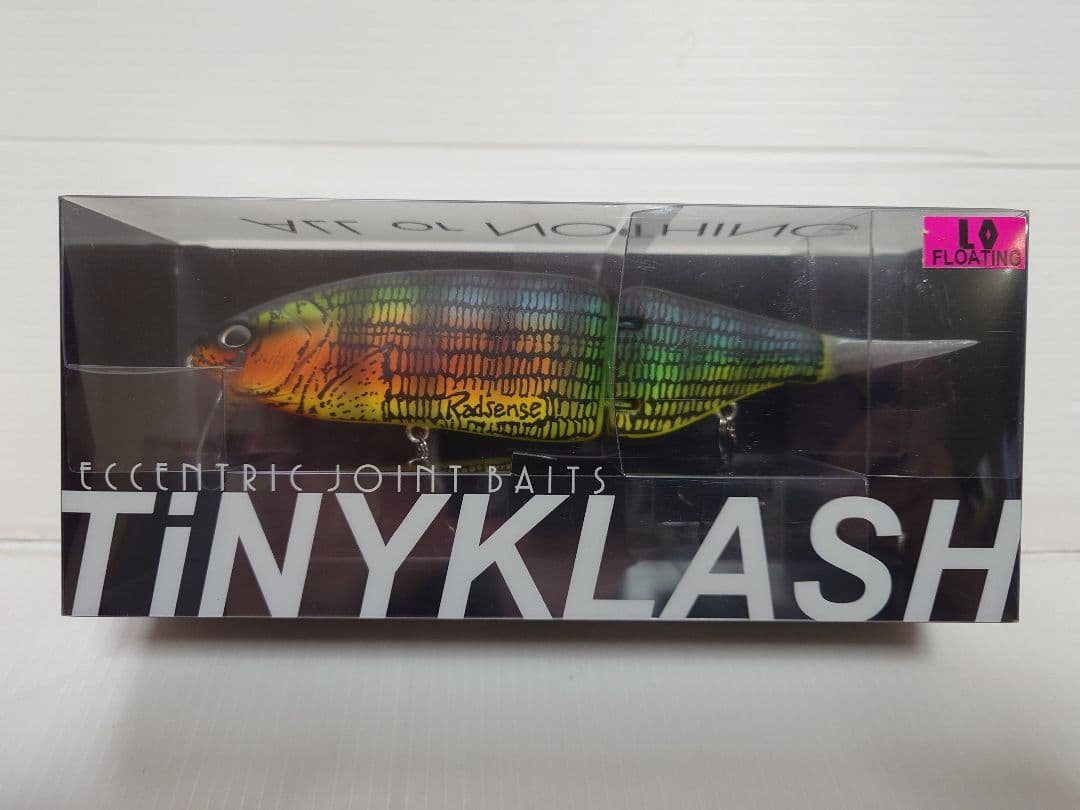 ALL OR NOTHING
LO
FLOATING
Radsense
ECCENTRIC JOINT BAITS
TiNYKLASH